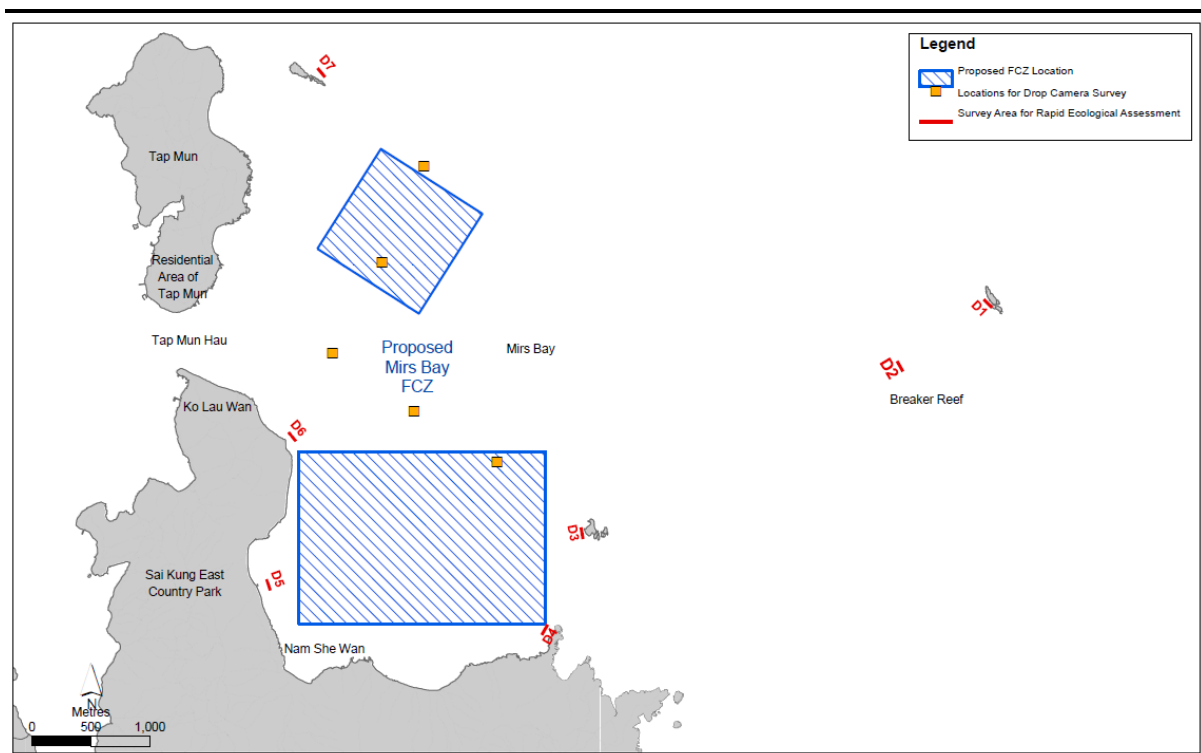 Legend
Proposed FCZ Location
Locations for Drop Camera Survey
Survey Area for Rapid Ecological Assessment
D7
Tap Mun
Residential
Area of
Tap Mun
D1
Tap Mun Hau
Proposed
Mirs Bay
FCZ
Mirs Bay
D2
Breaker Reef
Ko Lau Wan
D6
D3
Sai Kung East
Country Park
D5
D4
Nam She Wan
N
Metres
0 500 1,000